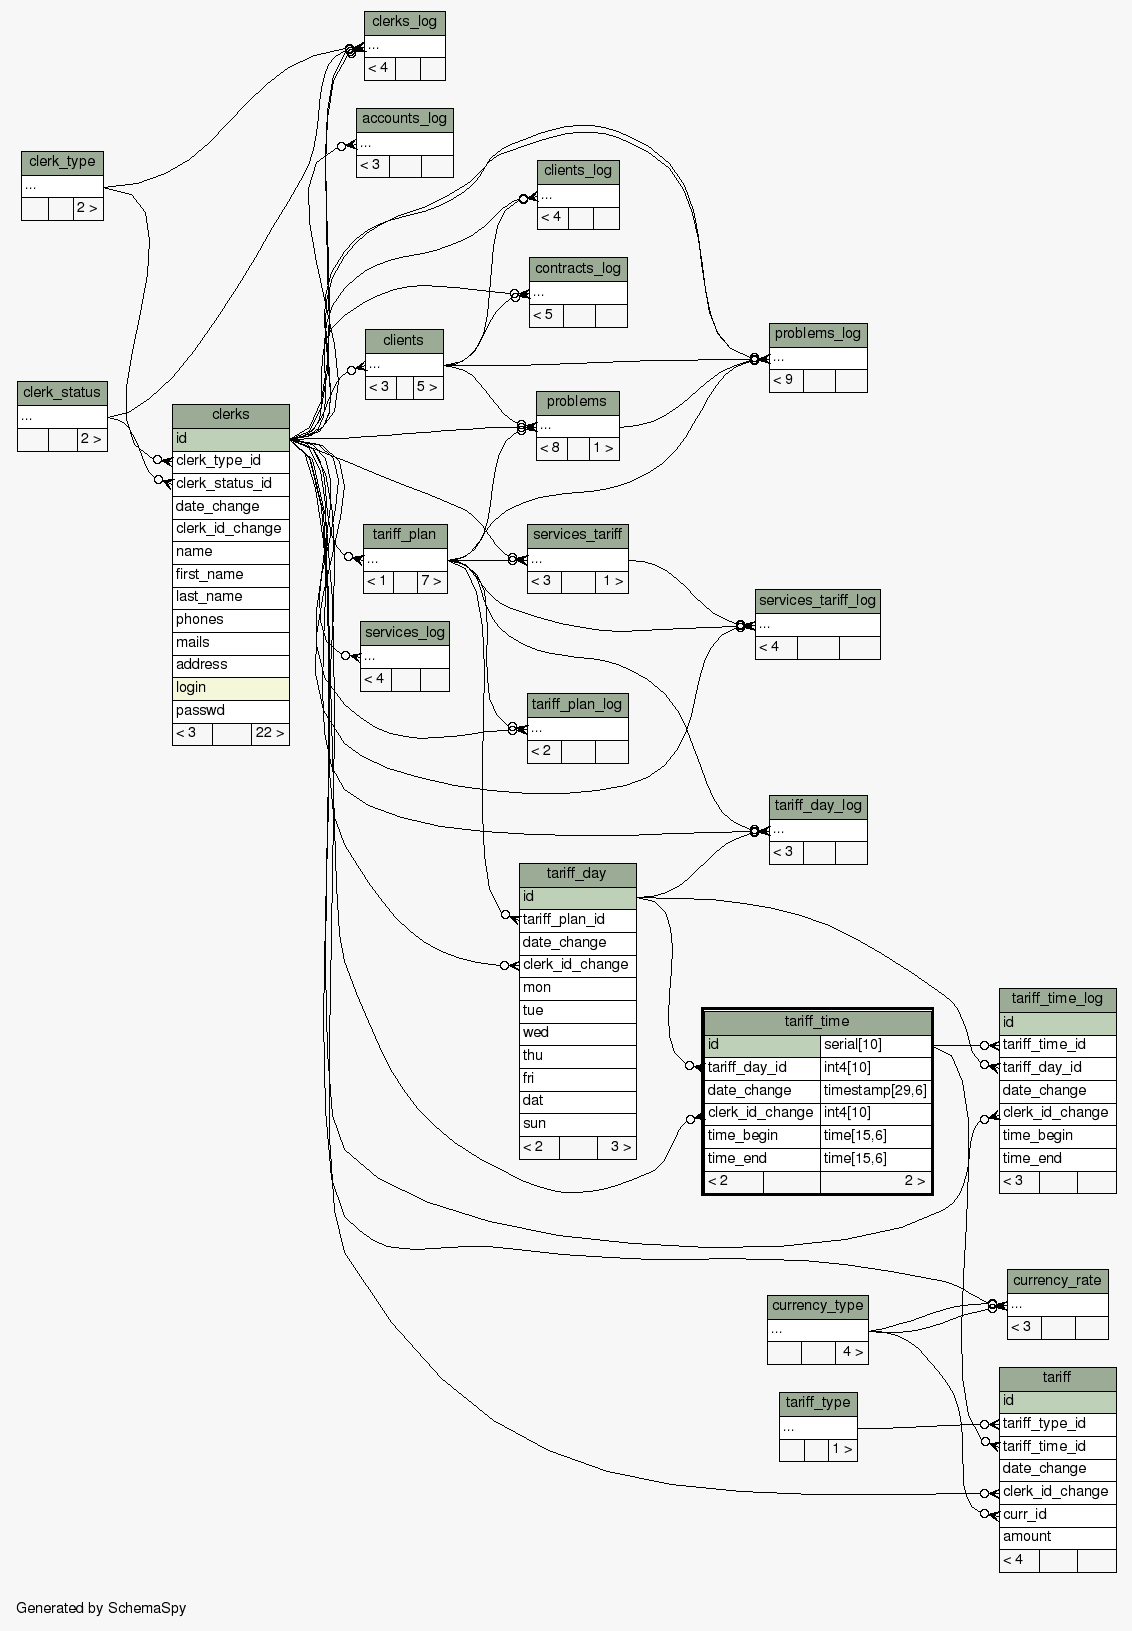 clerks_log
...
< 4
accounts_log
...
< 3
clerk_type
...
2 >
clients_log
...
< 4
contracts_log
...
< 5
clients
...
< 3 5 >
problems_log
...
< 9
clerk_status
...
2 >
problems
...
< 8 1 >
clerks
id
clerk_type_id
clerk_status_id
date_change
clerk_id_change
name
first_name
last_name
phones
mails
address
login
passwd
< 3 22 >
tariff_plan
...
< 1 7 >
services_tariff
...
< 3 1 >
services_tariff_log
...
< 4
services_log
...
< 4
tariff_plan_log
...
< 2
tariff_day_log
...
< 3
tariff_day
id
tariff_plan_id
date_change
clerk_id_change
mon
tue
wed
thu
fri
dat
sun
< 2 3 >
tariff_time
id serial[10]
tariff_day_id int4[10]
date_change timestamp[29,6]
clerk_id_change int4[10]
time_begin time[15,6]
time_end time[15,6]
< 2 2 >
tariff_time_log
id
tariff_time_id
tariff_day_id
date_change
clerk_id_change
time_begin
time_end
< 3
currency_rate
...
< 3
currency_type
...
4 >
tariff_type
...
1 >
tariff
id
tariff_type_id
tariff_time_id
date_change
clerk_id_change
curr_id
amount
< 4
Generated by SchemaSpy